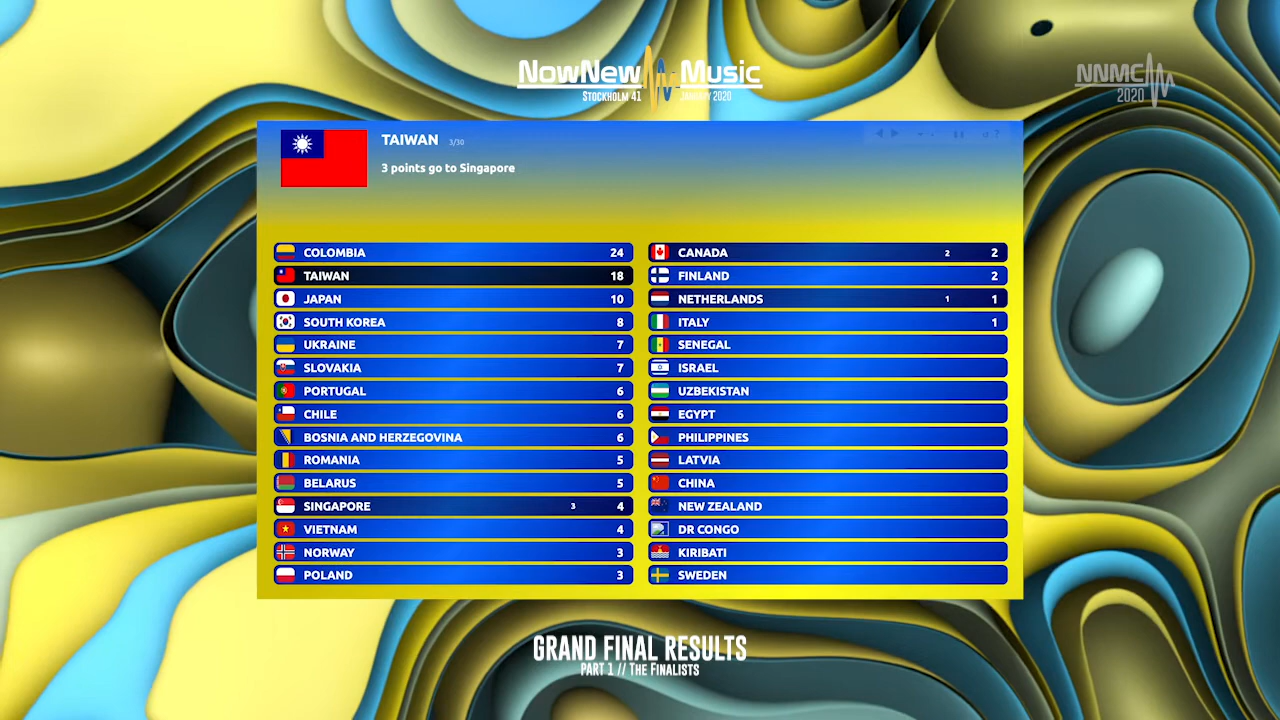 NowNew Music
Stockholm 41 January 2020
NNMC
2020
TAIWAN 3/30
3 points go to Singapore
COLOMBIA 24
TAIWAN 18
JAPAN 10
SOUTH KOREA 8
UKRAINE 7
SLOVAKIA 7
PORTUGAL 6
CHILE 6
BOSNIA AND HERZEGOVINA 6
ROMANIA 5
BELARUS 5
SINGAPORE 3 4
VIETNAM 4
NORWAY 3
POLAND 3
CANADA 2 2
FINLAND 2
NETHERLANDS 1 1
ITALY 1
SENEGAL
ISRAEL
UZBEKISTAN
EGYPT
PHILIPPINES
LATVIA
CHINA
NEW ZEALAND
DR CONGO
KIRIBATI
SWEDEN
GRAND FINAL RESULTS
PART 1 // The Finalists